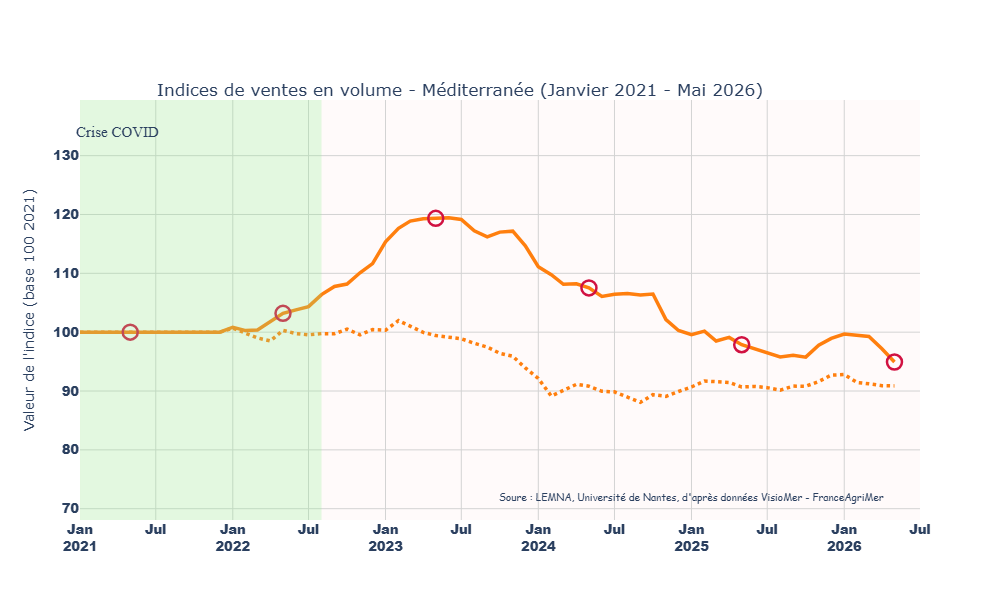 Indices de ventes en volume - Méditerranée (Janvier 2021 - Mai 2026)
Crise COVID
Valeur de l'indice (base 100 2021)
130
120
110
100
90
80
70
Soure : LEMNA, Université de Nantes, d'après données VisioMer - FranceAgriMer
Jan Jul Jan Jul Jan Jul Jan Jul Jan Jul Jan Jul
2021 2022 2023 2024 2025 2026